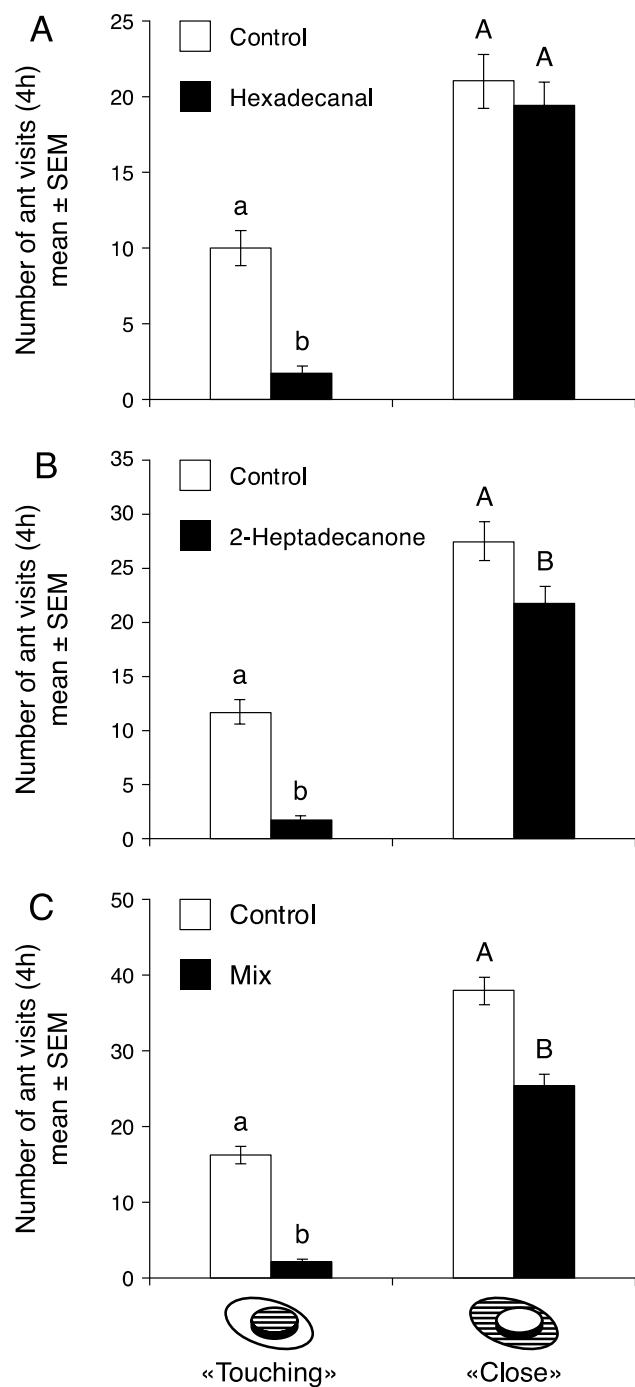 A
Number of ant visits (4h)
mean ± SEM
25
20
15
10
5
0
Control
Hexadecanal
a
b
A
A
B
Number of ant visits (4h)
mean ± SEM
35
30
25
20
15
10
5
0
Control
2-Heptadecanone
a
b
A
B
C
Number of ant visits (4h)
mean ± SEM
50
40
30
20
10
0
Control
Mix
a
b
A
B
«Touching»
«Close»